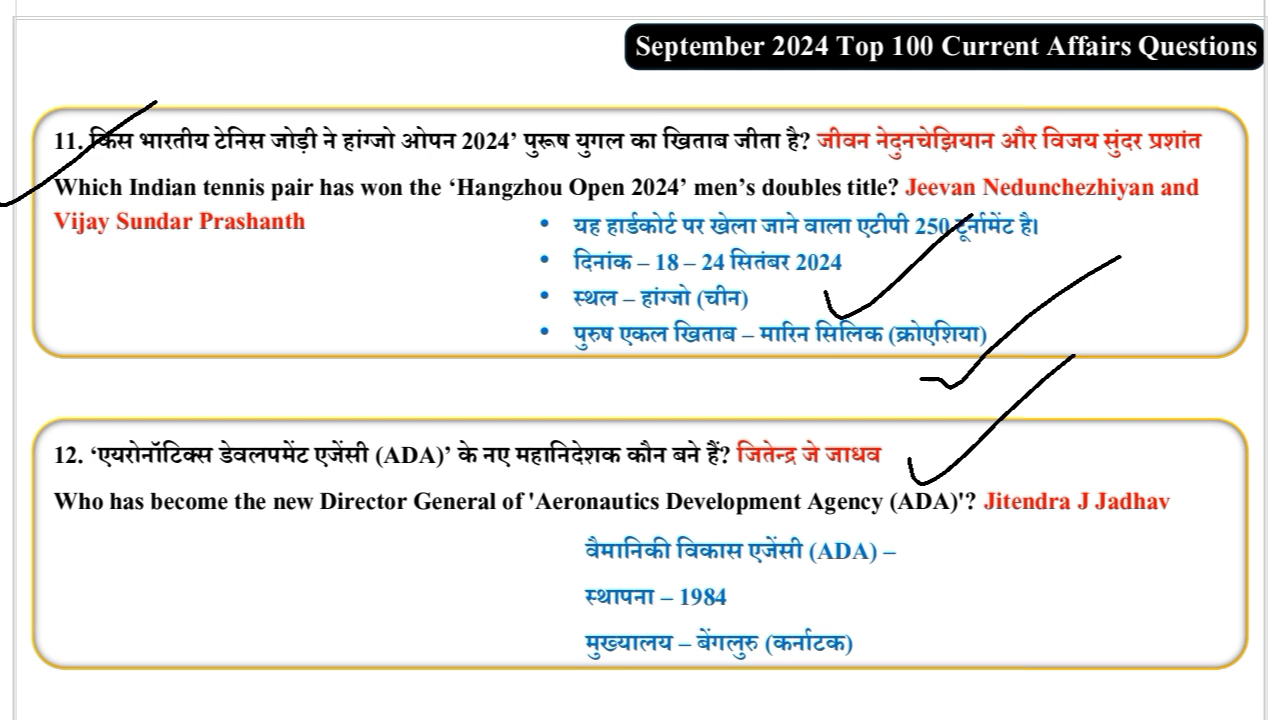 September 2024 Top 100 Current Affairs Questions
11. किस भारतीय टेनिस जोड़ी ने हांग्जो ओपन 2024’ पुरूष युगल का खिताब जीता है? जीवन नेदुनचेझियान और विजय सुंदर प्रशांत
Which Indian tennis pair has won the ‘Hangzhou Open 2024’ men’s doubles title? Jeevan Nedunchezhiyan and
Vijay Sundar Prashanth
• यह हार्डकोर्ट पर खेला जाने वाला एटीपी 250 टूर्नामेंट है।
• दिनांक – 18 – 24 सितंबर 2024
• स्थल – हांग्जो (चीन)
• पुरुष एकल खिताब – मारिन सिलिक (क्रोएशिया)
12. ‘एयरोनॉटिक्स डेवलपमेंट एजेंसी (ADA)’ के नए महानिदेशक कौन बने हैं? जितेन्द्र जे जाधव
Who has become the new Director General of 'Aeronautics Development Agency (ADA)'? Jitendra J Jadhav
वैमानिकी विकास एजेंसी (ADA) –
स्थापना – 1984
मुख्यालय – बेंगलुरु (कर्नाटक)